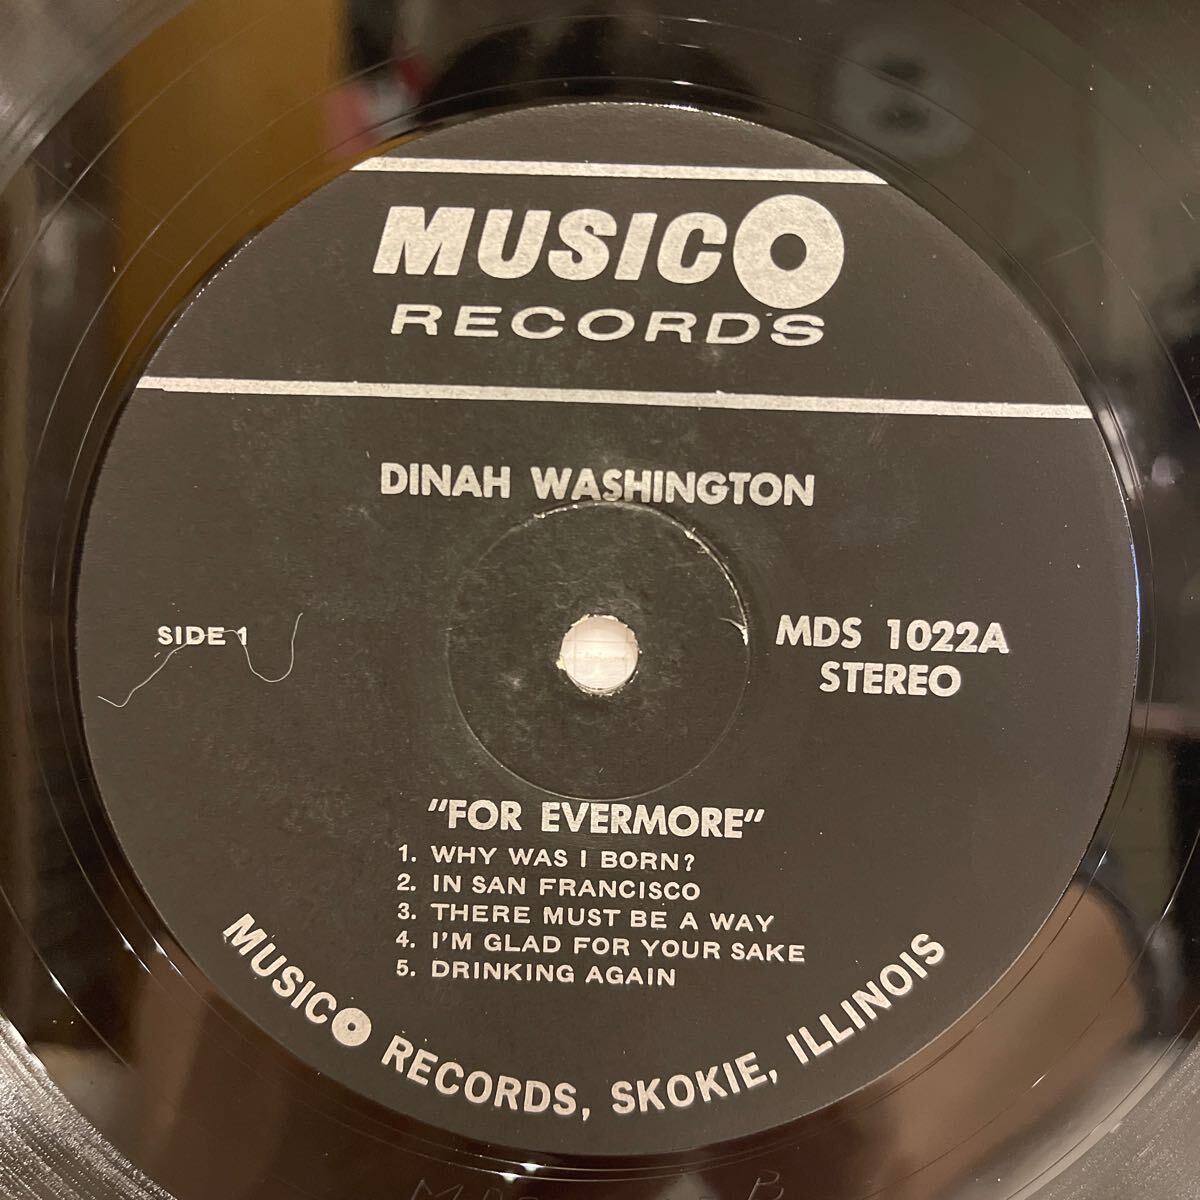 MUSICO
RECORDS
DINAH WASHINGTON
SIDE 1
MDS 1022A
STEREO
"FOR EVERMORE"
1. WHY WAS I BORN?
2. IN SAN FRANCISCO
3. THERE MUST BE A WAY
4. I'M GLAD FOR YOUR SAKE
5. DRINKING AGAIN
MUSICO RECORDS, SKOKIE, ILLINOIS